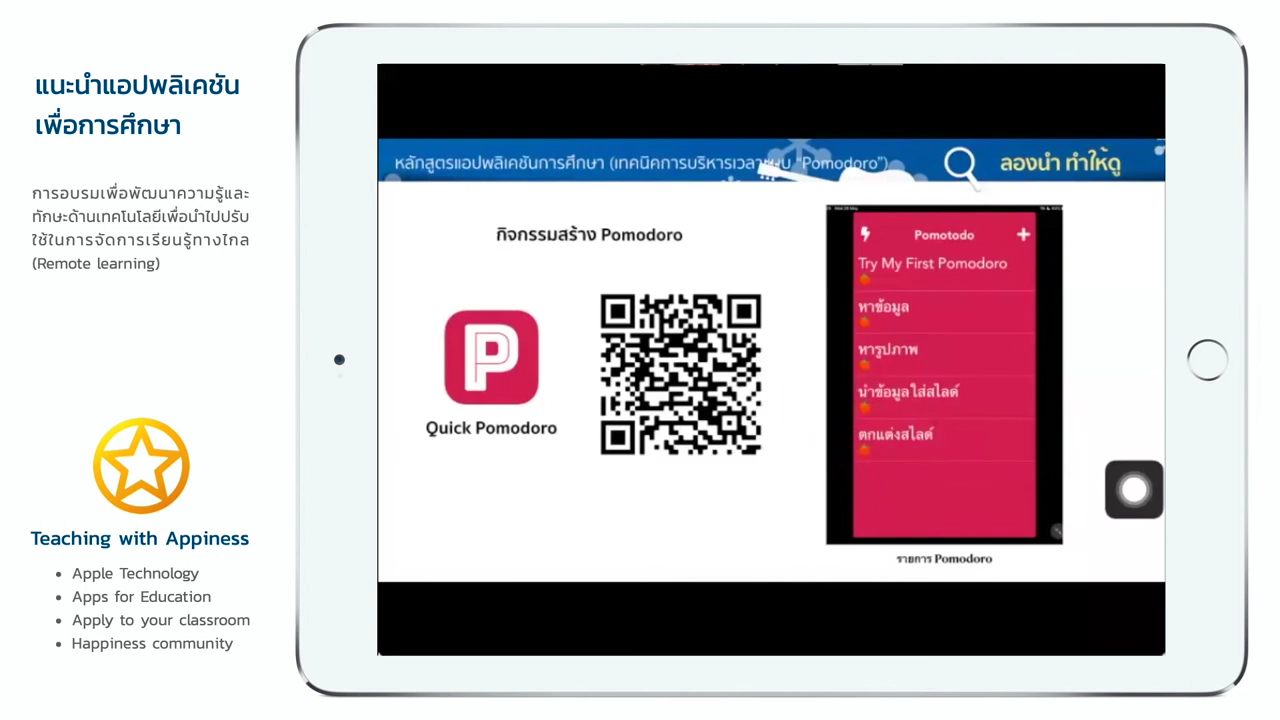 แนะนำแอปพลิเคชัน
เพื่อการศึกษา
การอบรมเพื่อพัฒนาความรู้และ
ทักษะด้านเทคโนโลยีเพื่อนำไปปรับ
ใช้ในการจัดการเรียนรู้ทางไกล
(Remote learning)
Teaching with Appiness
Apple Technology
Apps for Education
Apply to your classroom
Happiness community
หลักสูตรแอปพลิเคชันการศึกษา (เทคนิคการบริหารเวลาแบบ "Pomodoro")
ลองนำ ทำให้ดู
กิจกรรมสร้าง Pomodoro
P
Quick Pomodoro
Pomotodo
Try My First Pomodoro
หาข้อมูล
หารูปภาพ
นำข้อมูลใส่สไลด์
ตกแต่งสไลด์
รายการ Pomodoro